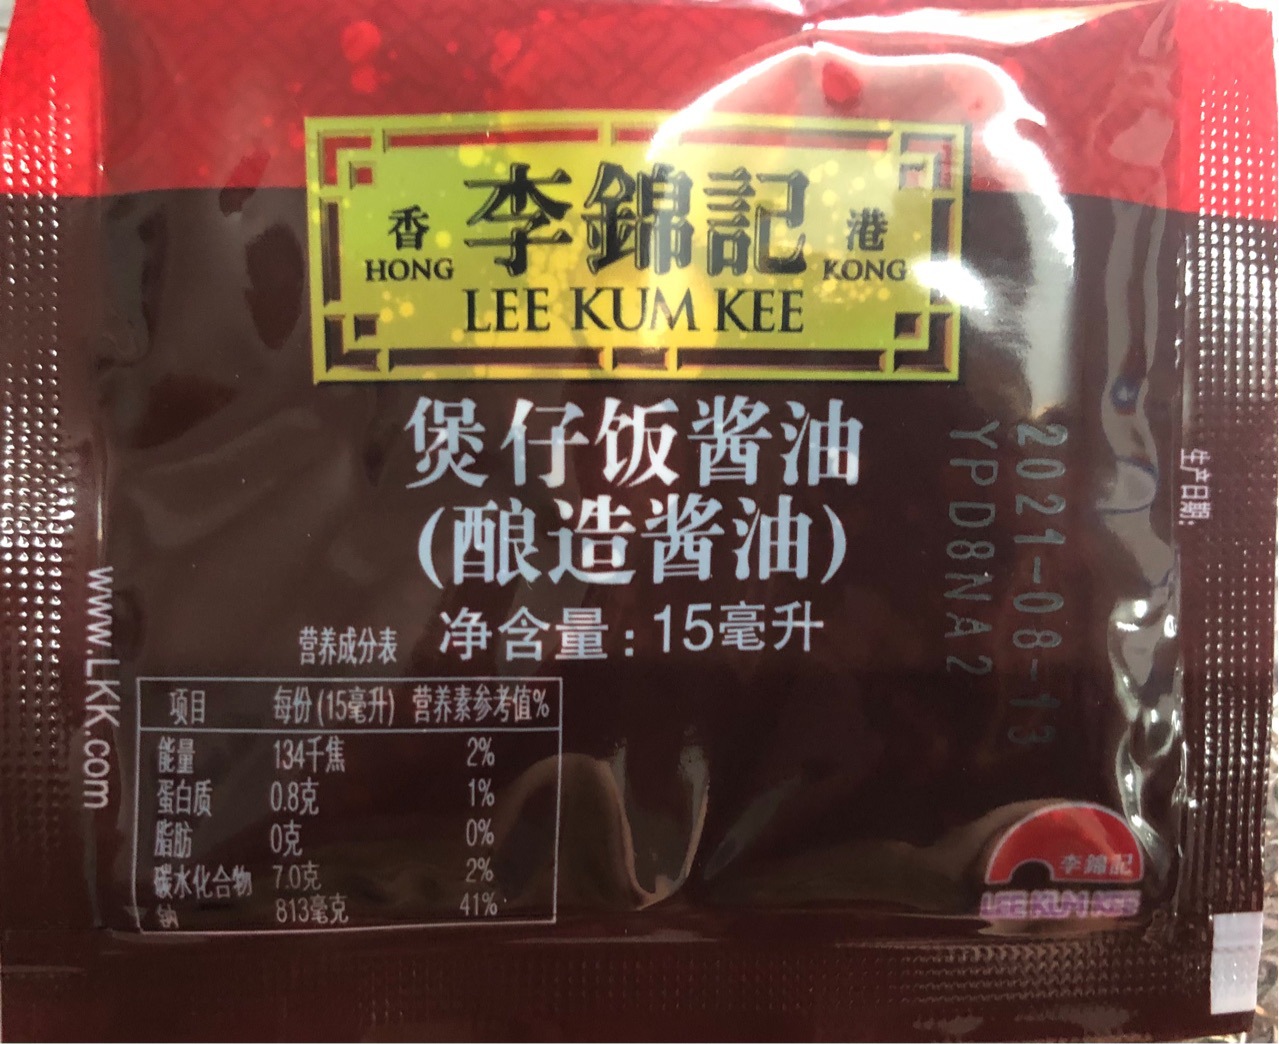 香 李錦記 港
HONG KONG
LEE KUM KEE
煲仔饭酱油
(酿造酱油)
净含量:15毫升
营养成分表
项目 每份(15毫升) 营养素参考值%
能量 134千焦 2%
蛋白质 0.8克 1%
脂肪 0克 0%
碳水化合物 7.0克 2%
钠 813毫克 41%
www.LKK.com
生产日期:
2021-08-13
YPD8NA2
李錦記
LEE KUM KEE